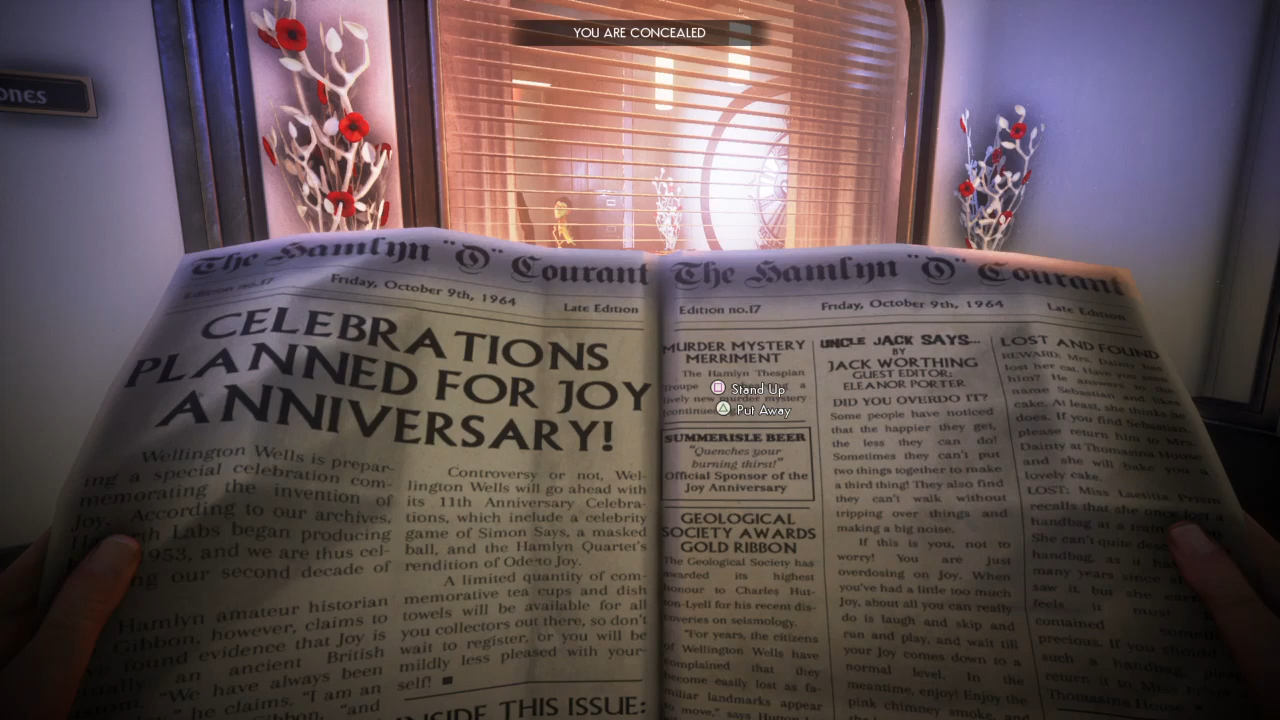 YOU ARE CONCEALED
ONES
The Hamlyn "O" Courant
Edition no.17
Friday, October 9th, 1964
Late Edition
CELEBRATIONS
PLANNED FOR JOY
ANNIVERSARY!
Wellington Wells is prepar-
ing a special celebration com-
memorating the invention of
Joy. According to our archives,
Labs began producing
1953, and we are thus cel-
our second decade of
Hamlyn amateur historian
Gibbon, however, claims to
found evidence that Joy is
an ancient British
"We have always been
he claims. "I am an
"and
Controversy or not, Wel-
lington Wells will go ahead with
its 11th Anniversary Celebra-
tions, which include a celebrity
game of Simon Says, a masked
ball, and the Hamlyn Quartet's
rendition of Ode to Joy.
A limited quantity of com-
memorative tea cups and dish
towels will be available for all
you collectors out there, so don't
wait to register, or you will be
mildly less pleased with your-
self!
INSIDE THIS ISSUE:
The Hamlyn "O" Courant
Edition no.17
Friday, October 9th, 1964
Late Edition
MURDER MYSTERY
MERRIMENT
The Hamlyn Thespian
a
lively new murder mystery
Stand Up
Put Away
SUMMERISLE BEER
"Quenches your
burning thirst!"
Official Sponsor of the
Joy Anniversary
GEOLOGICAL
SOCIETY AWARDS
GOLD RIBBON
The Geological Society has
awarded its highest
honour to Charles Hut-
ton-Lyell for his recent dis-
coveries on seismology.
"For years, the citizens
of Wellington Wells have
complained that they
become easily lost as fa-
miliar landmarks appear
to move," says
UNCLE JACK SAYS...
BY
JACK WORTHING
GUEST EDITOR:
ELEANOR PORTER
DID YOU OVERDO IT?
Some people have noticed
that the happier they get,
the less they can do!
Sometimes they can't put
two things together to make
a third thing! They also find
they can't walk without
tripping over things and
making a big noise.
If this is you, not to
worry! You are just
overdosing on Joy. When
you've had a little too much
Joy, about all you can really
do is laugh and skip and
run and play, and wait till
your Joy comes down to a
normal level. In the
meantime, enjoy! Enjoy the
pink chimney smoke, and
LOST AND FOUND
REWARD: Mrs. Dainty has
lost her cat. Have you seen
him? He answers to the
name Sebastian and likes
cake. At least, she thinks he
does. If you find Sebastian,
please return him to Mrs.
Dainty at Thomasina House
and she will bake you a
lovely cake.
LOST: Miss Laetitia Prism
recalls that she once lost a
handbag at a train
She can't quite
handbag, as it
many years since
saw it, but she
feels it must
contained
precious. If you should
such a handbag,
return it to Miss
Thomasina House